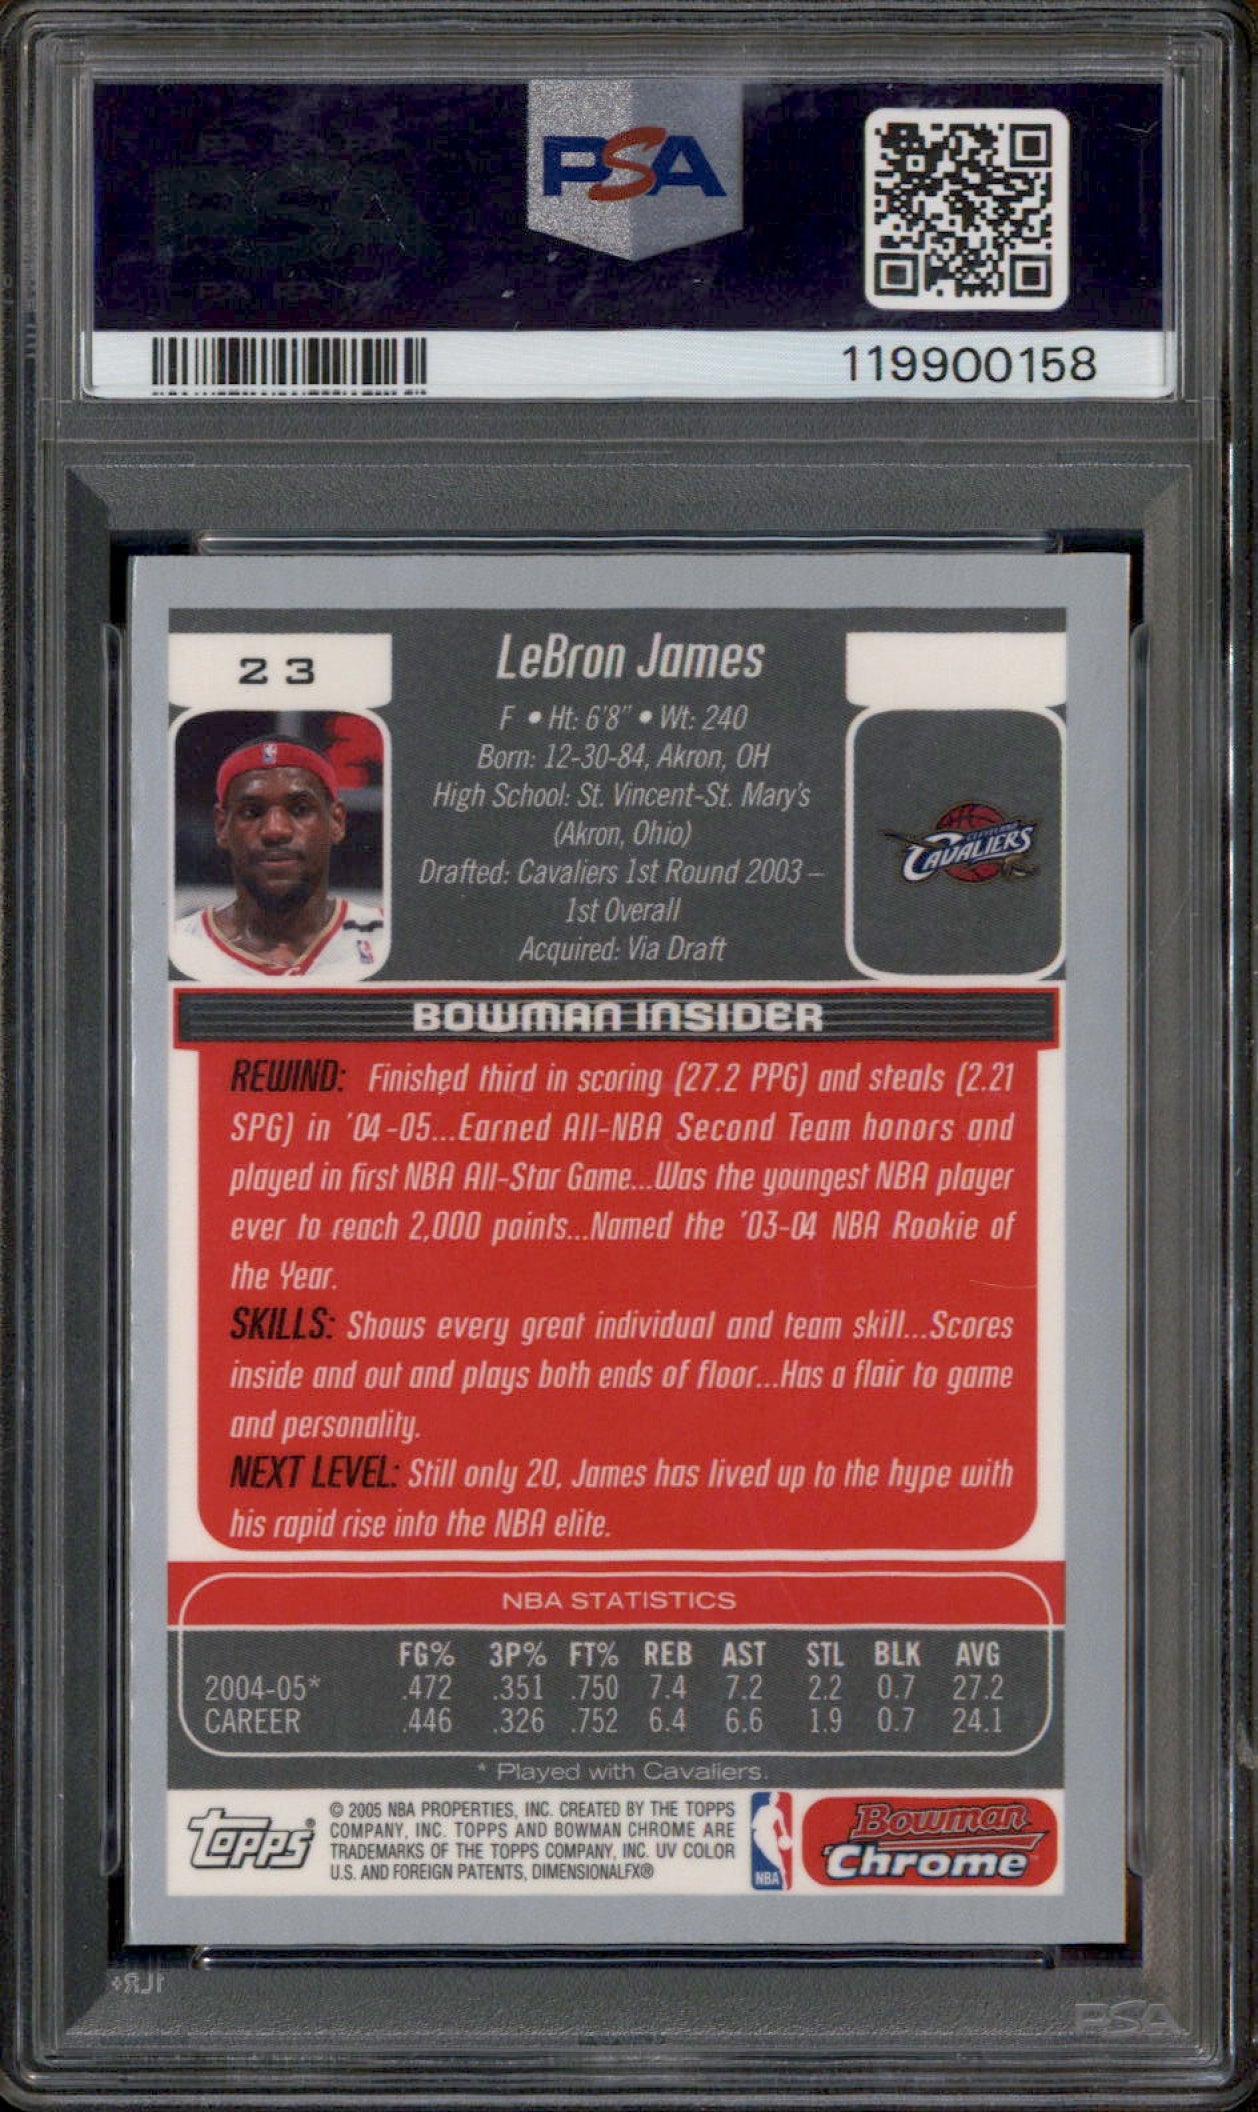 PSA
119900158
23
LeBron James
F • Ht: 6'8" • Wt: 240
Born: 12-30-84, Akron, OH
High School: St. Vincent-St. Mary's
(Akron, Ohio)
Drafted: Cavaliers 1st Round 2003 –
1st Overall
Acquired: Via Draft
CLEVELAND
CAVALIERS
BOWMAN INSIDER
REWIND: Finished third in scoring (27.2 PPG) and steals (2.21
SPG) in '04-05...Earned All-NBA Second Team honors and
played in first NBA All-Star Game...Was the youngest NBA player
ever to reach 2,000 points...Named the '03-04 NBA Rookie of
the Year.
SKILLS: Shows every great individual and team skill...Scores
inside and out and plays both ends of floor...Has a flair to game
and personality.
NEXT LEVEL: Still only 20, James has lived up to the hype with
his rapid rise into the NBA elite.
NBA STATISTICS
FG% 3P% FT% REB AST STL BLK AVG
2004-05* .472 .351 .750 7.4 7.2 2.2 0.7 27.2
CAREER .446 .326 .752 6.4 6.6 1.9 0.7 24.1
* Played with Cavaliers.
Topps®
© 2005 NBA PROPERTIES, INC. CREATED BY THE TOPPS
COMPANY, INC. TOPPS AND BOWMAN CHROME ARE
TRADEMARKS OF THE TOPPS COMPANY, INC. UV COLOR
U.S. AND FOREIGN PATENTS, DIMENSIONALFX®
NBA
Bowman
Chrome
PSA